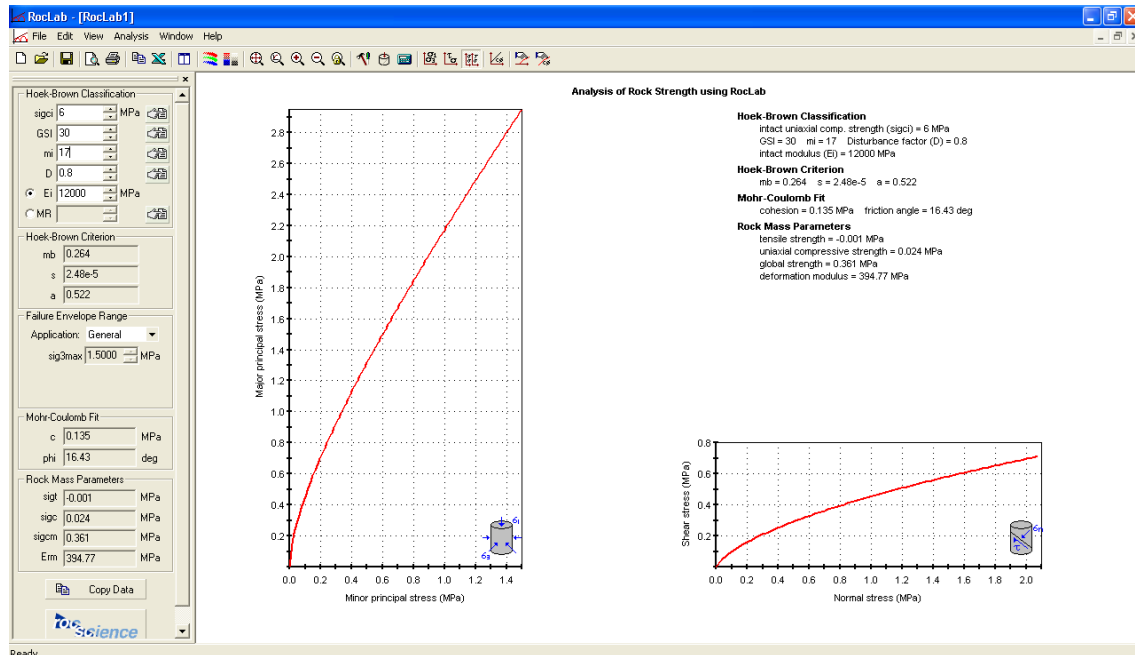 RocLab - [RocLab1]
File Edit View Analysis Window Help
Hoek-Brown Classification
sigci 6 MPa
GSI 30
mi 17
D 0.8
Ei 12000 MPa
MR
Hoek-Brown Criterion
mb 0.264
s 2.48e-5
a 0.522
Failure Envelope Range
Application: General
sig3max 1.5000 MPa
Mohr-Coulomb Fit
c 0.135 MPa
phi 16.43 deg
Rock Mass Parameters
sigt -0.001 MPa
sigc 0.024 MPa
sigcm 0.361 MPa
Erm 394.77 MPa
Copy Data
rocscience
Ready
Analysis of Rock Strength using RocLab
Hoek-Brown Classification
intact uniaxial comp. strength (sigci) = 6 MPa
GSI = 30 mi = 17 Disturbance factor (D) = 0.8
intact modulus (Ei) = 12000 MPa
Hoek-Brown Criterion
mb = 0.264 s = 2.48e-5 a = 0.522
Mohr-Coulomb Fit
cohesion = 0.135 MPa friction angle = 16.43 deg
Rock Mass Parameters
tensile strength = -0.001 MPa
uniaxial compressive strength = 0.024 MPa
global strength = 0.361 MPa
deformation modulus = 394.77 MPa
Major principal stress (MPa)
2.8
2.6
2.4
2.2
2.0
1.8
1.6
1.4
1.2
1.0
0.8
0.6
0.4
0.2
σ1
σ3
0.0 0.2 0.4 0.6 0.8 1.0 1.2 1.4
Minor principal stress (MPa)
Shear stress (MPa)
0.8
0.6
0.4
0.2
σn
τ
0.0 0.2 0.4 0.6 0.8 1.0 1.2 1.4 1.6 1.8 2.0
Normal stress (MPa)